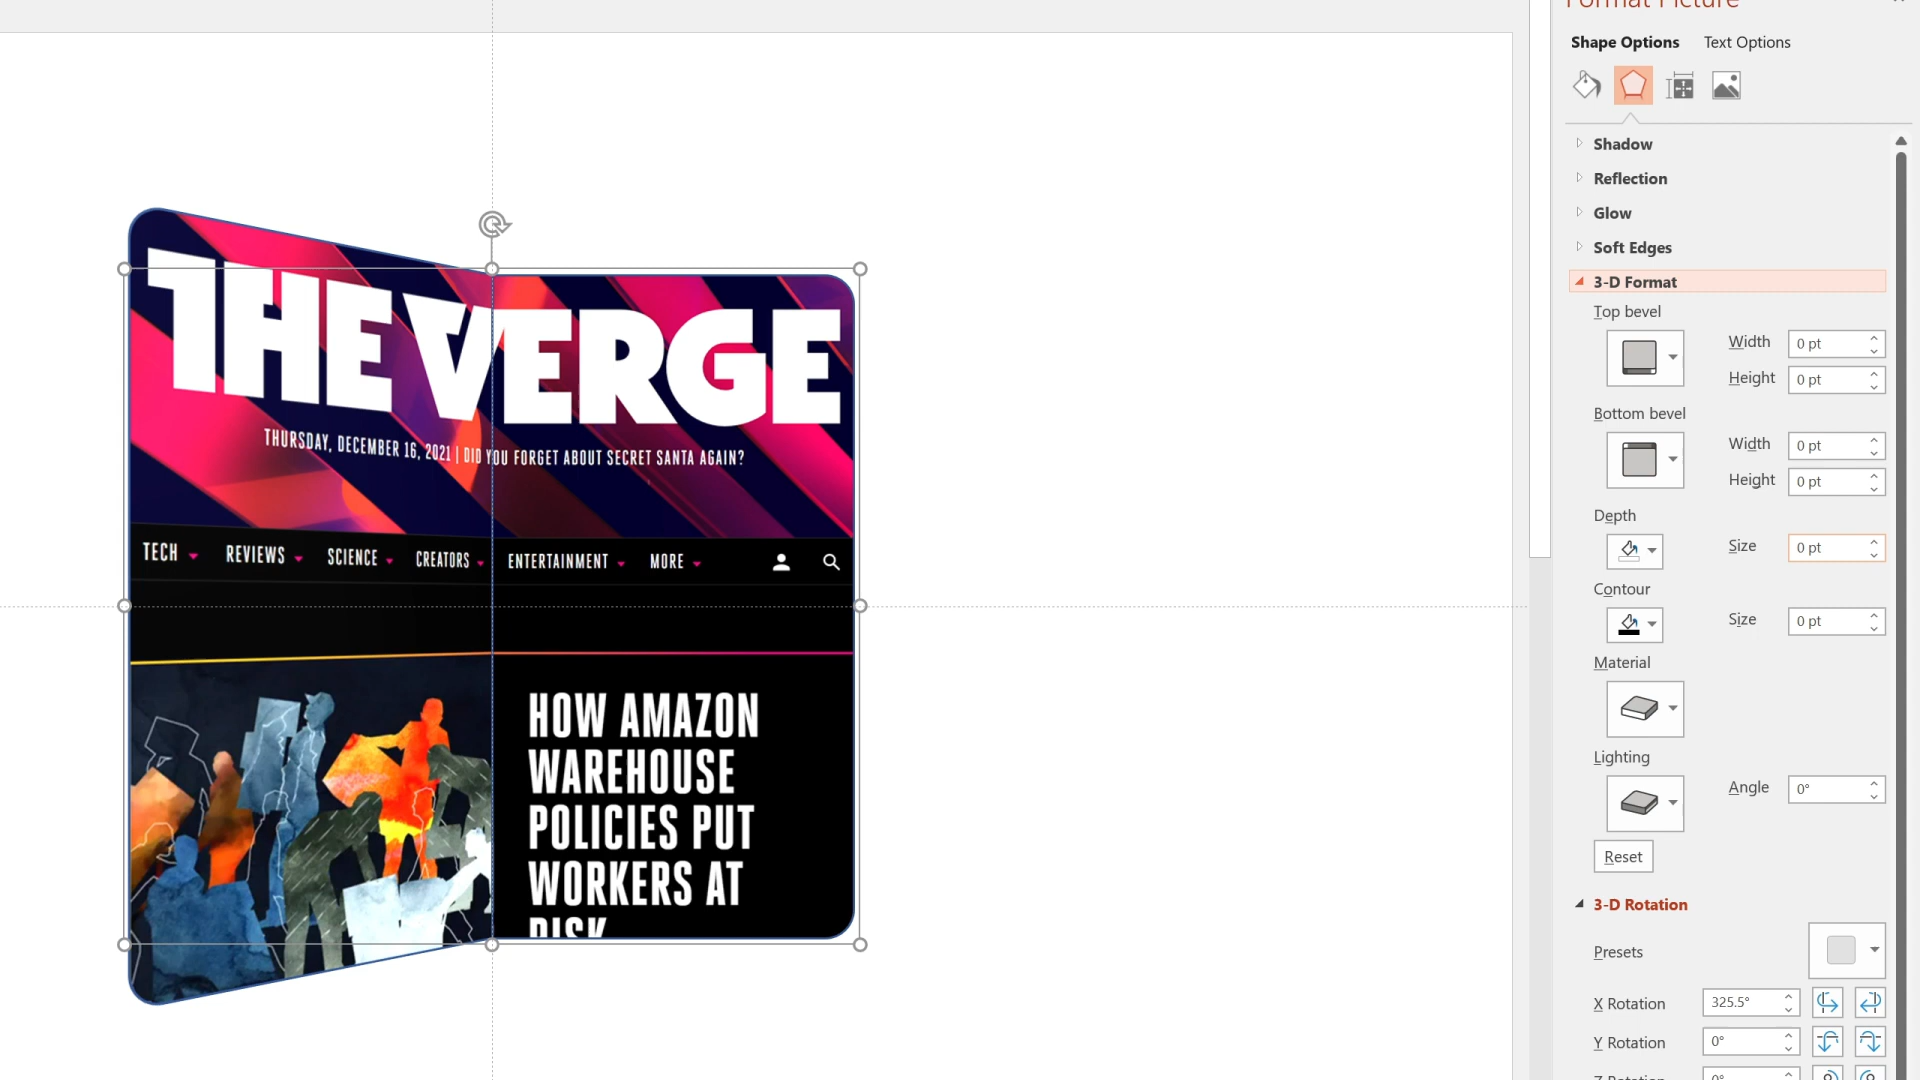 Format Picture
Shape Options Text Options
Shadow
Reflection
Glow
Soft Edges
3-D Format
Top bevel
Width 0 pt
Height 0 pt
Bottom bevel
Width 0 pt
Height 0 pt
Depth
Size 0 pt
Contour
Size 0 pt
Material
Lighting
Angle 0°
Reset
3-D Rotation
Presets
X Rotation 325.5°
Y Rotation 0°
Z Rotation 0°
THE VERGE
THURSDAY, DECEMBER 16, 2021 | DID YOU FORGET ABOUT SECRET SANTA AGAIN?
TECH REVIEWS SCIENCE CREATORS ENTERTAINMENT MORE
HOW AMAZON
WAREHOUSE
POLICIES PUT
WORKERS AT
RISK